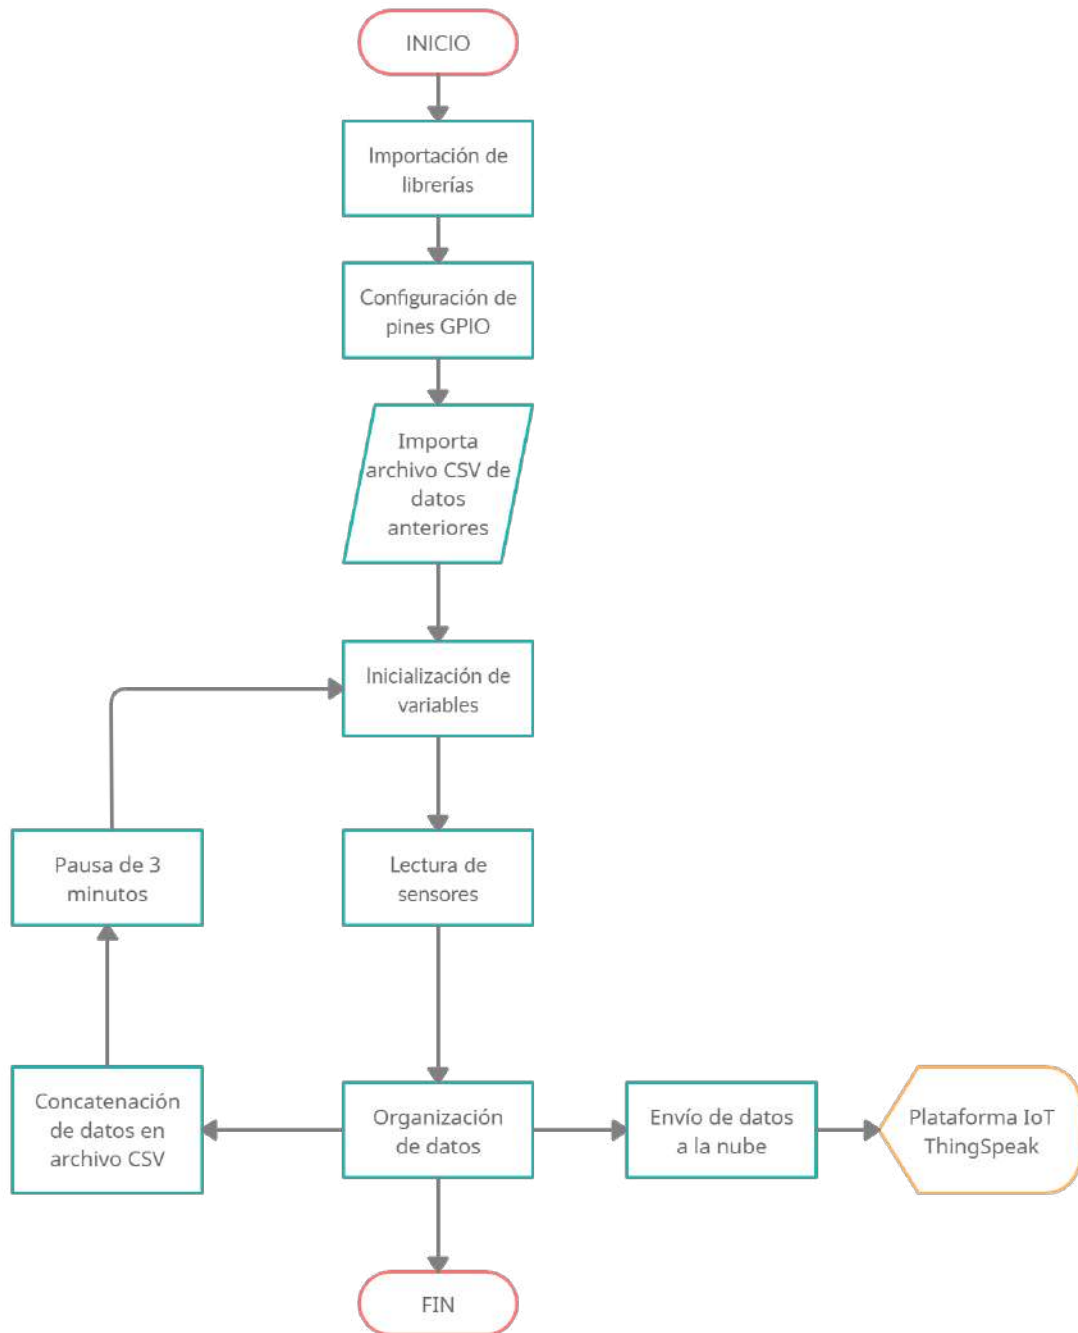 INICIO
Importación de
librerías
Configuración de
pines GPIO
Importa
archivo CSV de
datos
anteriores
Inicialización de
variables
Pausa de 3
minutos
Lectura de
sensores
Concatenación
de datos en
archivo CSV
Organización
de datos
Envío de datos
a la nube
Plataforma IoT
ThingSpeak
FIN